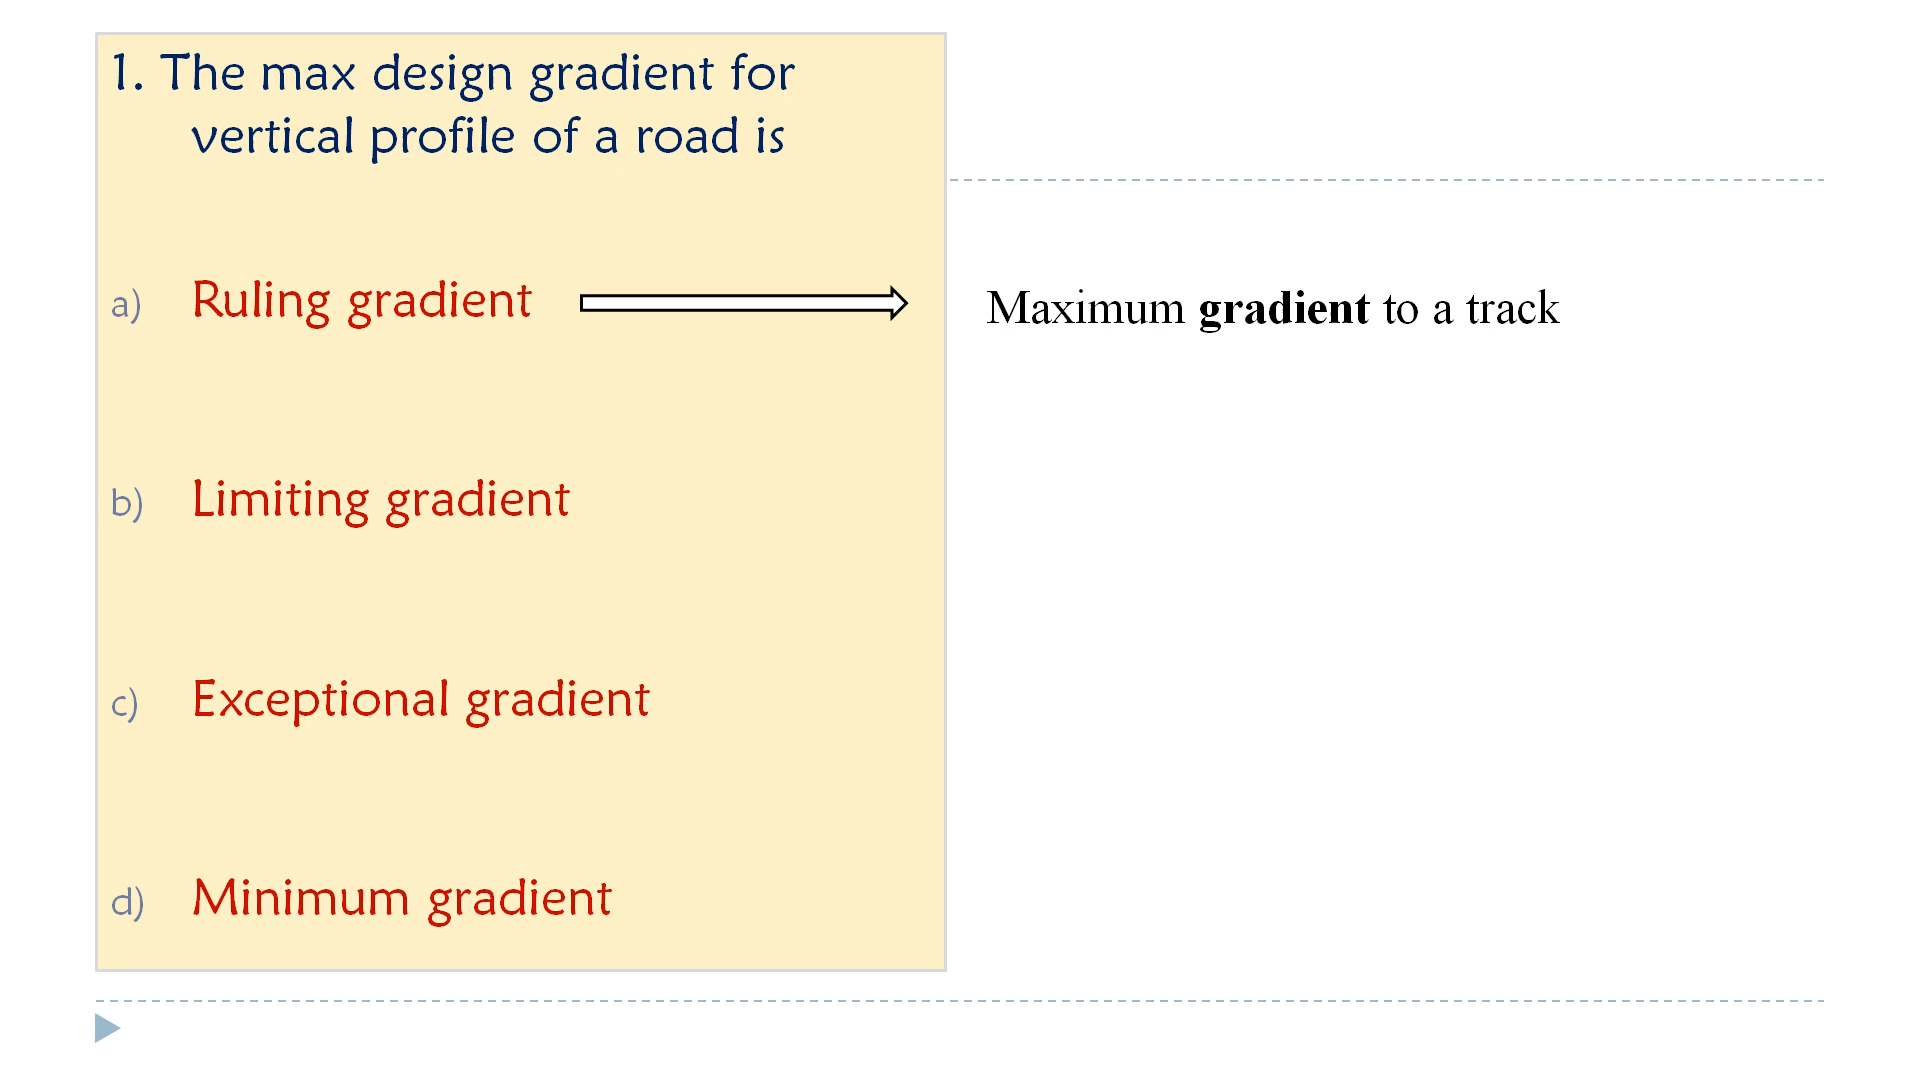 1. The max design gradient for
vertical profile of a road is
a) Ruling gradient
Maximum gradient to a track
b) Limiting gradient
c) Exceptional gradient
d) Minimum gradient